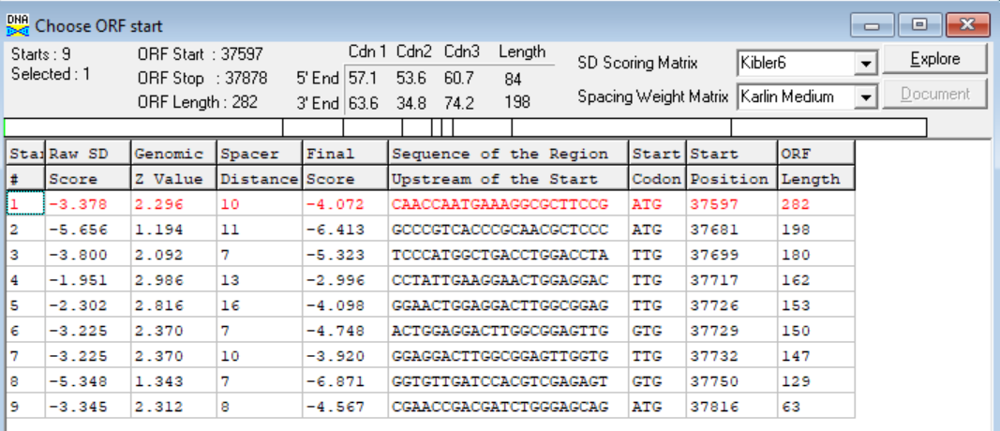 DNA Choose ORF start
Starts : 9 ORF Start : 37597 Cdn 1 Cdn2 Cdn3 Length SD Scoring Matrix Kibler6 Explore
Selected : 1 ORF Stop : 37878 5' End 57.1 53.6 60.7 84
ORF Length : 282 3' End 63.6 34.8 74.2 198 Spacing Weight Matrix Karlin Medium Document
Star Raw SD Genomic Spacer Final Sequence of the Region Start Start ORF
# Score Z Value Distance Score Upstream of the Start Codon Position Length
1 -3.378 2.296 10 -4.072 CAACCAATGAAAGGCGCTTCCG ATG 37597 282
2 -5.656 1.194 11 -6.413 GCCCGTCACCCGCAACGCTCCC ATG 37681 198
3 -3.800 2.092 7 -5.323 TCCCATGGCTGACCTGGACCTA TTG 37699 180
4 -1.951 2.986 13 -2.996 CCTATTGAAGGAACTGGAGGAC TTG 37717 162
5 -2.302 2.816 16 -4.098 GGAACTGGAGGACTTGGCGGAG TTG 37726 153
6 -3.225 2.370 7 -4.748 ACTGGAGGACTTGGCGGAGTTG GTG 37729 150
7 -3.225 2.370 10 -3.920 GGAGGACTTGGCGGAGTTGGTG TTG 37732 147
8 -5.348 1.343 7 -6.871 GGTGTTGATCCACGTCGAGAGT GTG 37750 129
9 -3.345 2.312 8 -4.567 CGAACCGACGATCTGGGAGCAG ATG 37816 63